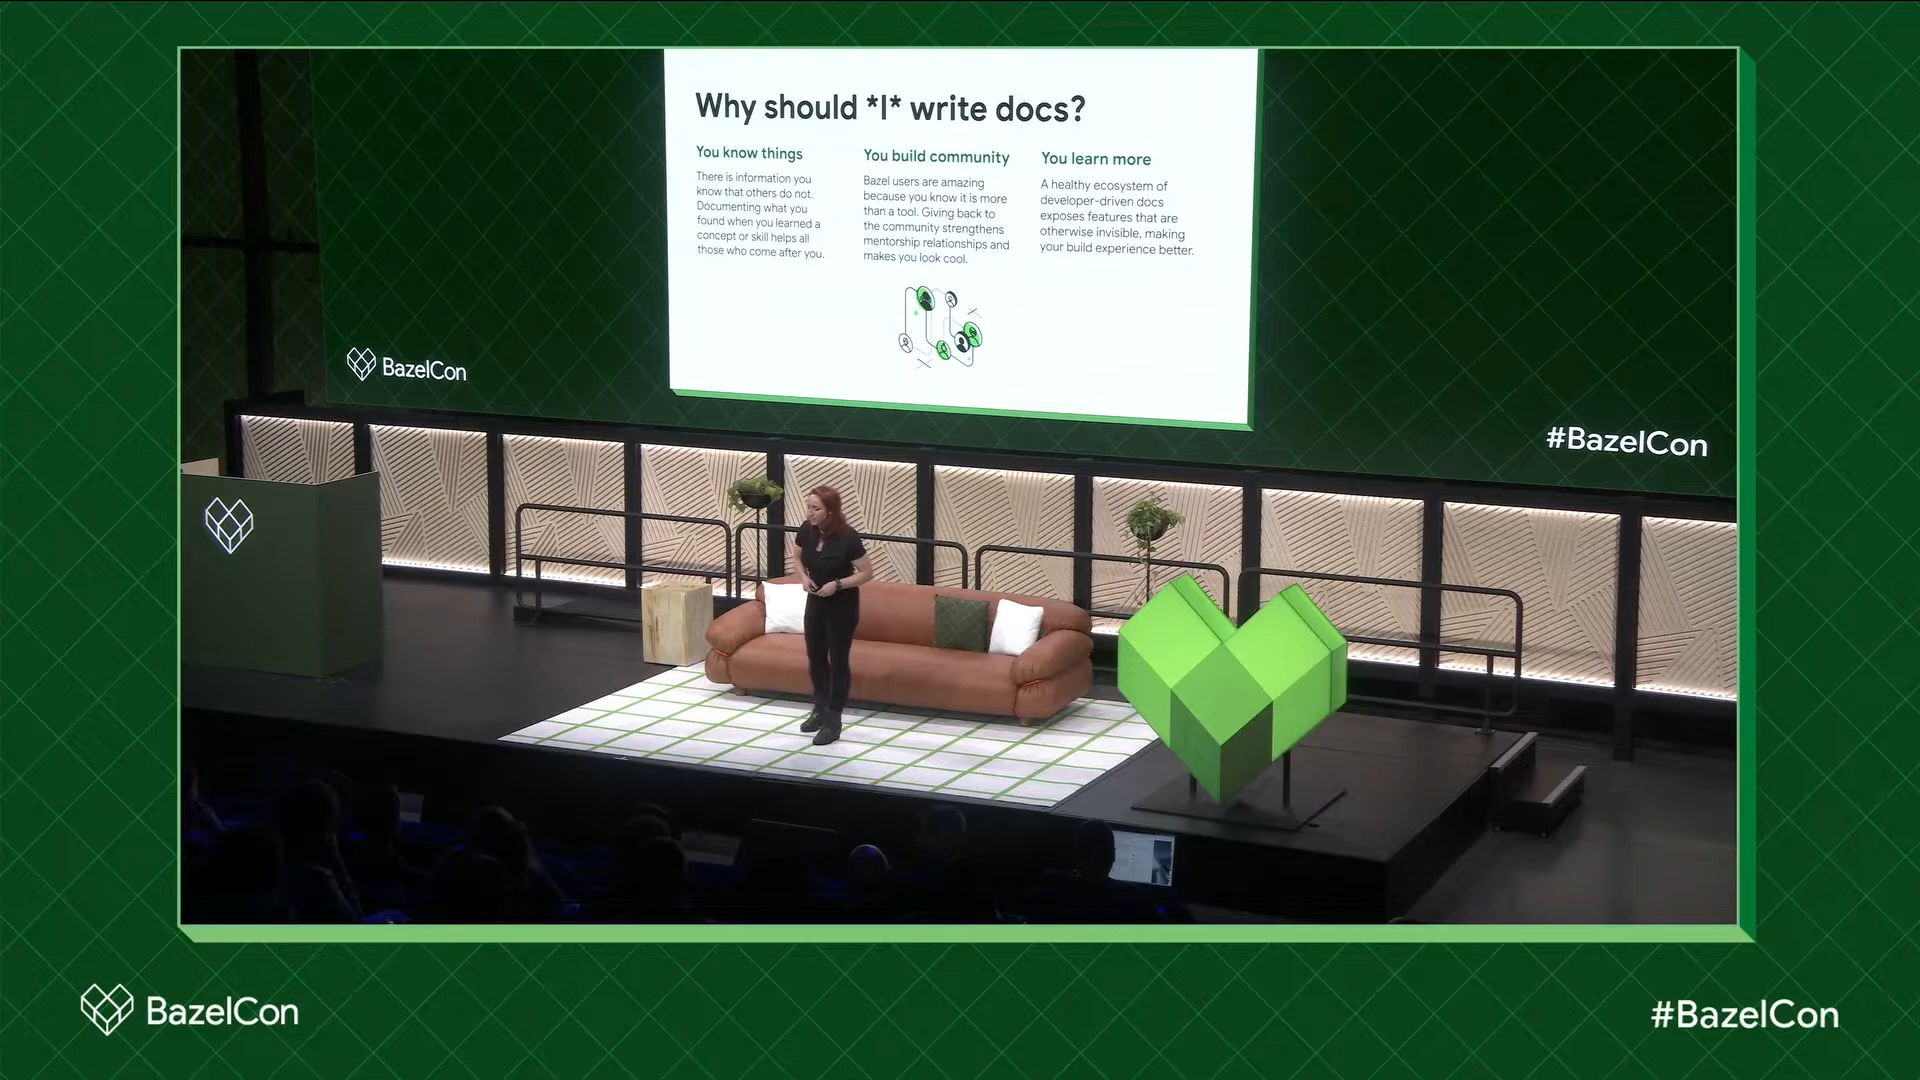 Why should *I* write docs?
You know things
There is information you
know that others do not.
Documenting what you
found when you learned a
concept or skill helps all
those who come after you.
You build community
Bazel users are amazing
because you know it is more
than a tool. Giving back to
the community strengthens
mentorship relationships and
makes you look cool.
You learn more
A healthy ecosystem of
developer-driven docs
exposes features that are
otherwise invisible, making
your build experience better.
BazelCon
#BazelCon
BazelCon
#BazelCon